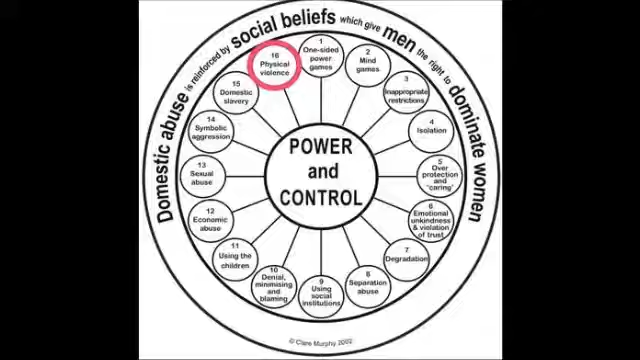 Domestic abuse is reinforced by social beliefs which give men the right to dominate women
1
One-sided
power
games
2
Mind
games
3
Inappropriate
restrictions
4
Isolation
5
Over
protection
and
"caring"
6
Emotional
unkindness
& violation
of trust
7
Degradation
8
Separation
abuse
9
Using
social
institutions
10
Denial,
minimising
and
blaming
11
Using the
children
12
Economic
abuse
13
Sexual
abuse
14
Symbolic
aggression
15
Domestic
slavery
16
Physical
violence
POWER
and
CONTROL
© Clare Murphy 2002